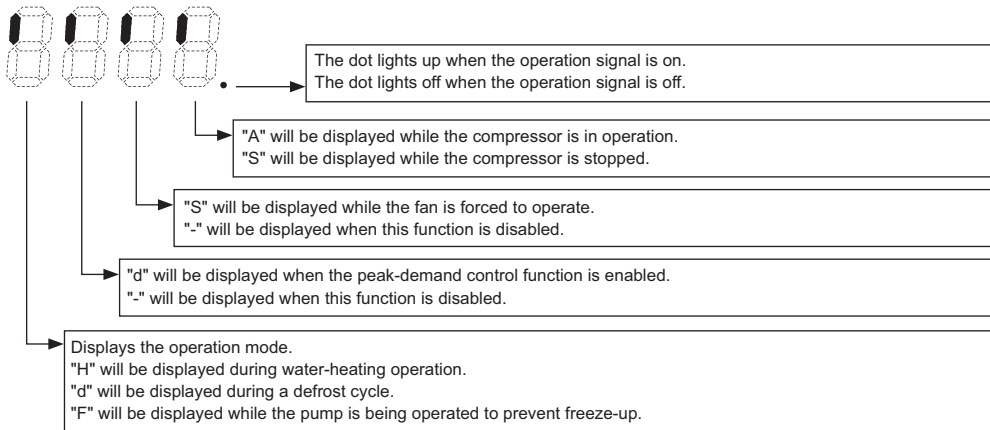 The dot lights up when the operation signal is on.
The dot lights off when the operation signal is off.
"A" will be displayed while the compressor is in operation.
"S" will be displayed while the compressor is stopped.
"S" will be displayed while the fan is forced to operate.
"-" will be displayed when this function is disabled.
"d" will be displayed when the peak-demand control function is enabled.
"-" will be displayed when this function is disabled.
Displays the operation mode.
"H" will be displayed during water-heating operation.
"d" will be displayed during a defrost cycle.
"F" will be displayed while the pump is being operated to prevent freeze-up.